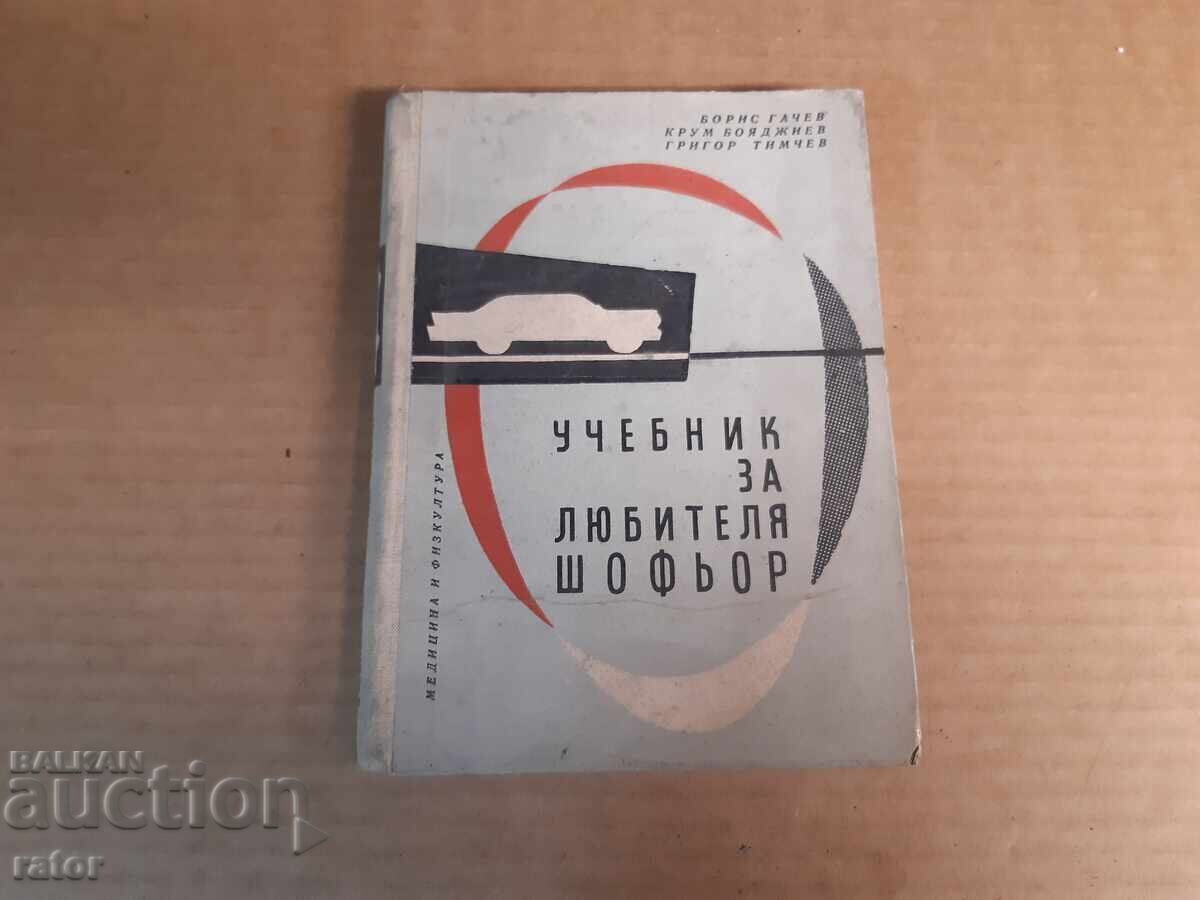 БОРИС ГАЧЕВ
КРУМ БОЯДЖИЕВ
ГРИГОР ТИМЧЕВ
УЧЕБНИК
ЗА
ЛЮБИТЕЛЯ
ШОФЬОР
МЕДИЦИНА И ФИЗКУЛТУРА
BALKAN
auction
rator